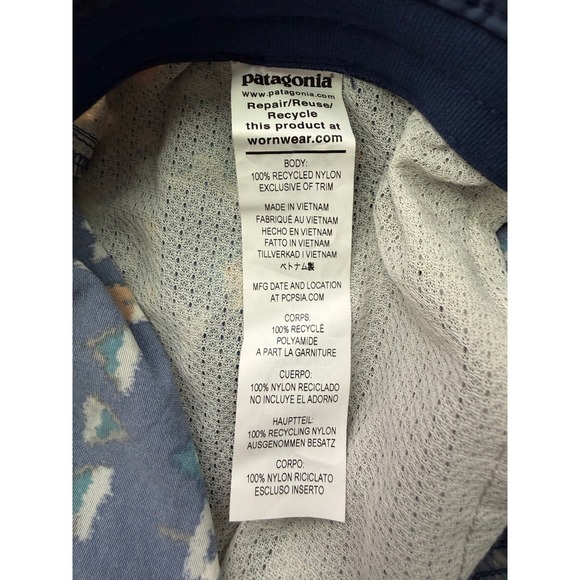 patagonia
www.patagonia.com
Repair/Reuse/
Recycle
this product at
wornwear.com
BODY:
100% RECYCLED NYLON
EXCLUSIVE OF TRIM
MADE IN VIETNAM
FABRIQUÉ AU VIETNAM
HECHO EN VIETNAM
FATTO IN VIETNAM
TILLVERKAD I VIETNAM
ベトナム製
MFG DATE AND LOCATION
AT PCPSIA.COM
CORPS:
100% RECYCLÉ
POLYAMIDE
A PART LA GARNITURE
CUERPO:
100% NYLON RECICLADO
NO INCLUYE EL ADORNO
HAUPTTEIL:
100% RECYCLING NYLON
AUSGENOMMEN BESATZ
CORPO:
100% NYLON RICICLATO
ESCLUSO INSERTO